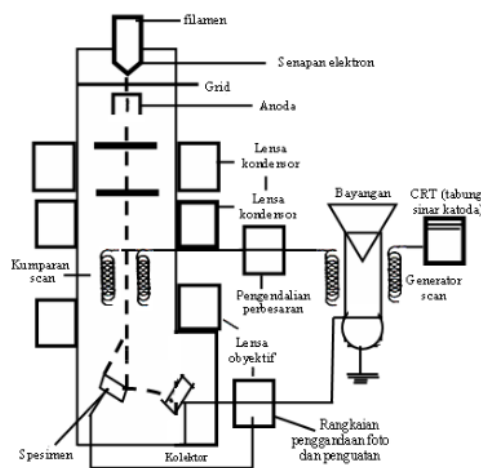 filamen
Senapan elektron
Grid
Anoda
Lensa
kondensor
Lensa
kondensor
Bayangan
CRT (tabung
sinar katoda)
Kumparan
scan
Pengendalian
perbesaran
Generator
scan
Lensa
obyektif
Spesimen
Kolektor
Rangkaian
penggandaan foto
dan penguatan